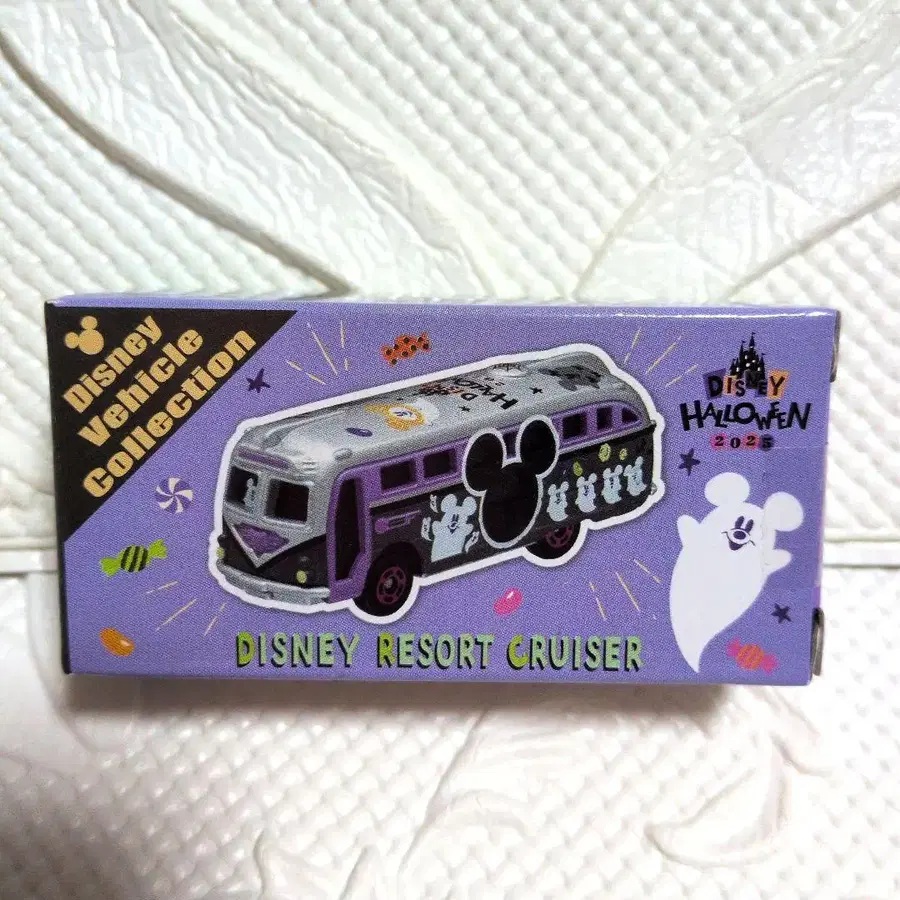 Disney
Vehicle
Collection
DISNEY
HALLOWEEN
2025
DISNEY RESORT CRUISER